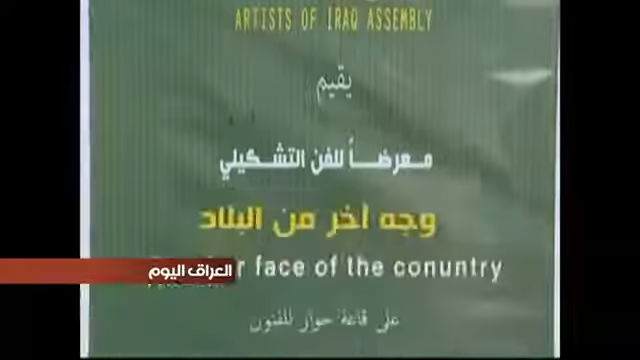 ARTISTS OF IRAQ ASSEMBLY
يقيم
معرضاً للفن التشكيلي
وجه آخر من البلاد
العراق اليوم
face of the conuntry
على قاعة حوار للفنون